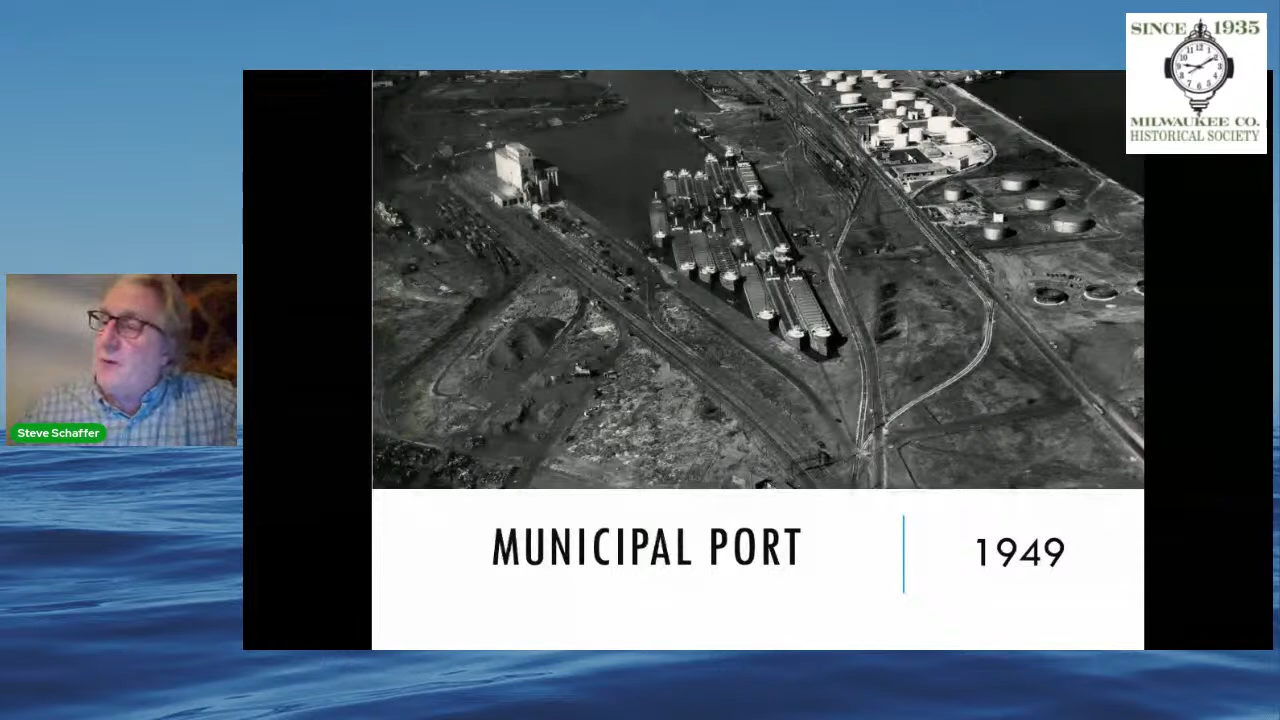 SINCE 1935
MILWAUKEE CO.
HISTORICAL SOCIETY
Steve Schaffer
MUNICIPAL PORT
1949